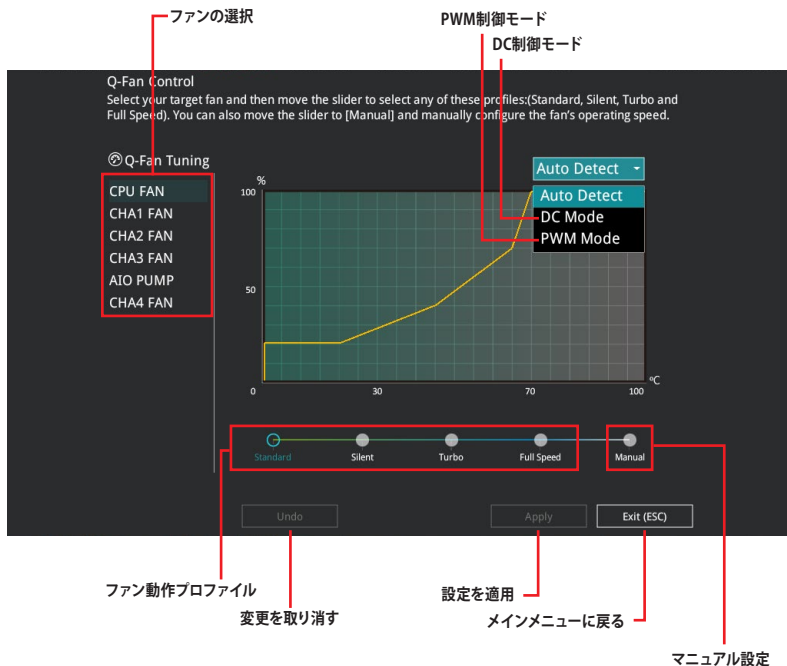 ファンの選択
PWM制御モード
DC制御モード
Q-Fan Control
Select your target fan and then move the slider to select any of these profiles:(Standard, Silent, Turbo and
Full Speed). You can also move the slider to [Manual] and manually configure the fan's operating speed.
Q-Fan Tuning
CPU FAN
CHA1 FAN
CHA2 FAN
CHA3 FAN
AIO PUMP
CHA4 FAN
Auto Detect
Auto Detect
DC Mode
PWM Mode
%
100
50
0
30
70
100
°C
Standard
Silent
Turbo
Full Speed
Manual
Undo
Apply
Exit (ESC)
ファン動作プロファイル
変更を取り消す
設定を適用
メインメニューに戻る
マニュアル設定